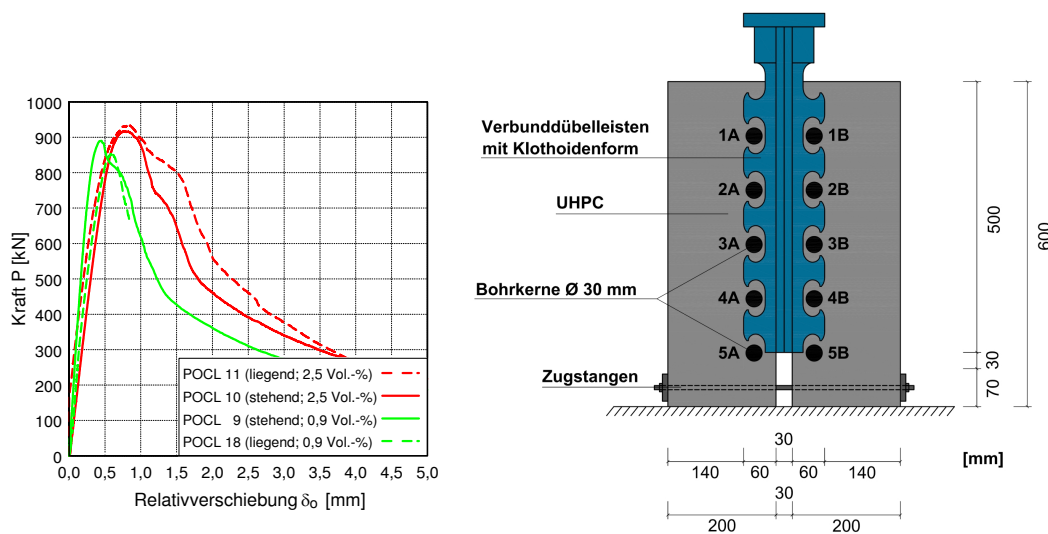 Kraft P [kN]
1000
900
800
700
600
500
400
300
200
100
0
0,0 0,5 1,0 1,5 2,0 2,5 3,0 3,5 4,0 4,5 5,0
Relativverschiebung δo [mm]
POCL 11 (liegend; 2,5 Vol.-%)
POCL 10 (stehend; 2,5 Vol.-%)
POCL 9 (stehend; 0,9 Vol.-%)
POCL 18 (liegend; 0,9 Vol.-%)
Verbunddübelleisten
mit Klothoidenform
UHPC
Bohrkerne Ø 30 mm
Zugstangen
1A 1B
2A 2B
3A 3B
4A 4B
5A 5B
500
600
30
70
30
140 60 60 140
[mm]
30
200 200